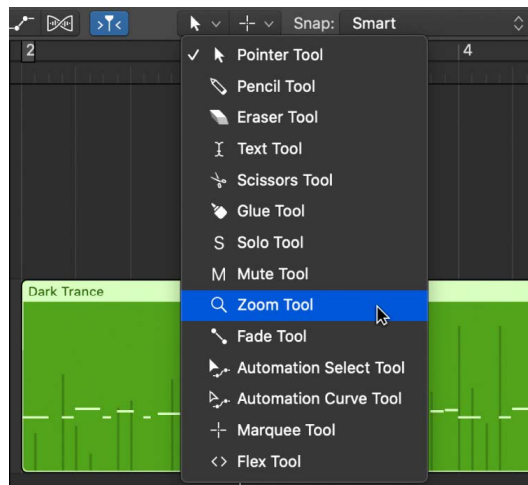 Snap: Smart
2
4
Pointer Tool
Pencil Tool
Eraser Tool
Text Tool
Scissors Tool
Glue Tool
S Solo Tool
M Mute Tool
Dark Trance
Zoom Tool
Fade Tool
Automation Select Tool
Automation Curve Tool
Marquee Tool
Flex Tool